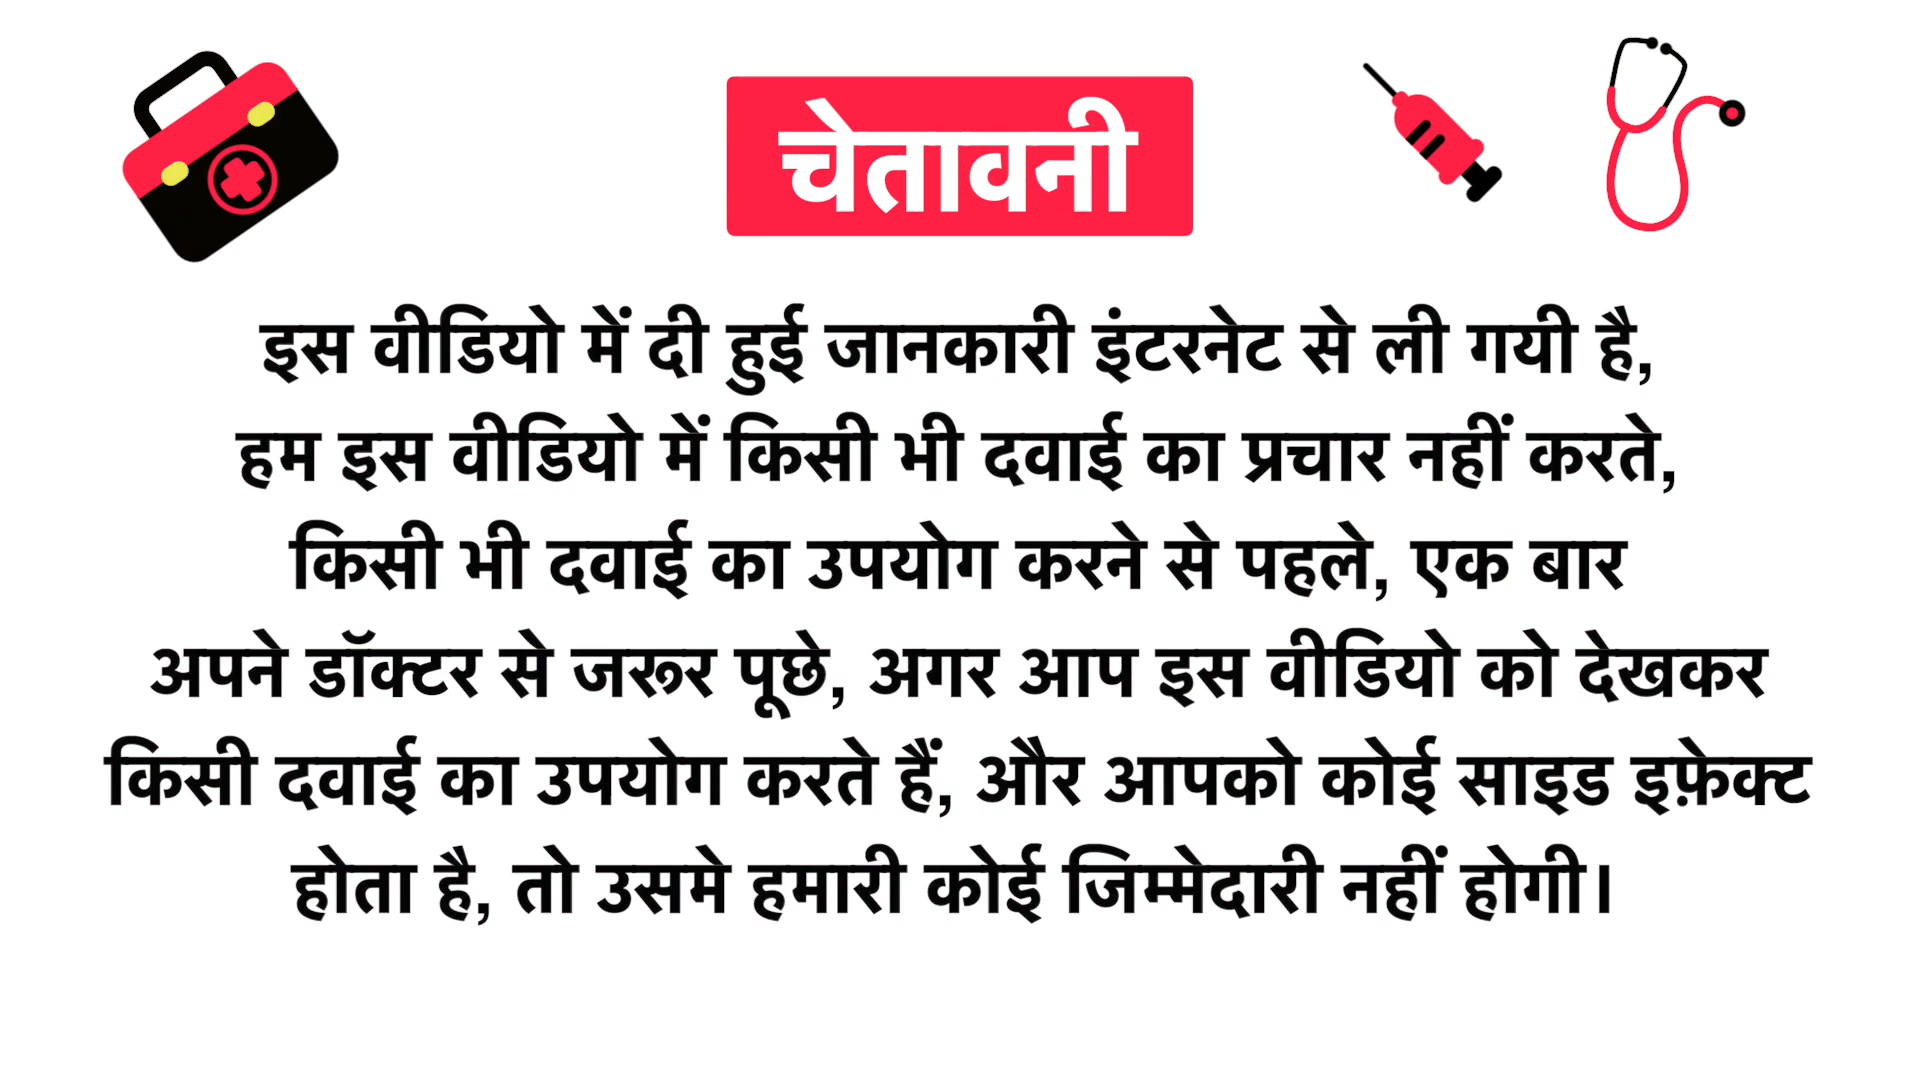 चेतावनी
इस वीडियो में दी हुई जानकारी इंटरनेट से ली गयी है,
हम इस वीडियो में किसी भी दवाई का प्रचार नहीं करते,
किसी भी दवाई का उपयोग करने से पहले, एक बार
अपने डॉक्टर से जरूर पूछे, अगर आप इस वीडियो को देखकर
किसी दवाई का उपयोग करते हैं, और आपको कोई साइड इफ़ेक्ट
होता है, तो उसमे हमारी कोई जिम्मेदारी नहीं होगी।